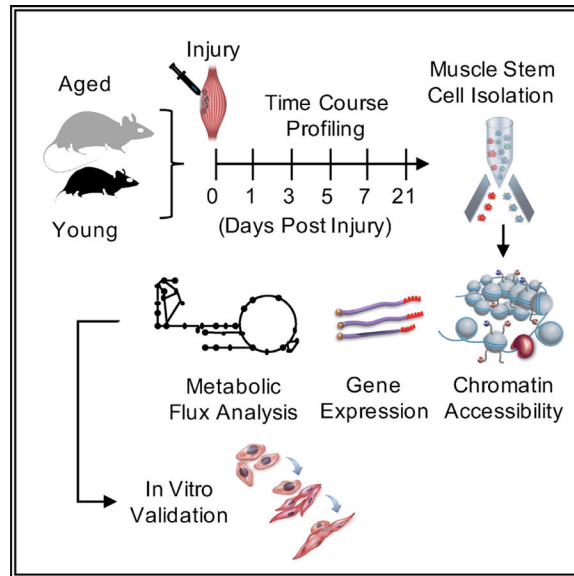 Injury
Aged
Young
Time Course
Profiling
0 1 3 5 7 21
(Days Post Injury)
Muscle Stem
Cell Isolation
Metabolic
Flux Analysis
Gene
Expression
Chromatin
Accessibility
In Vitro
Validation